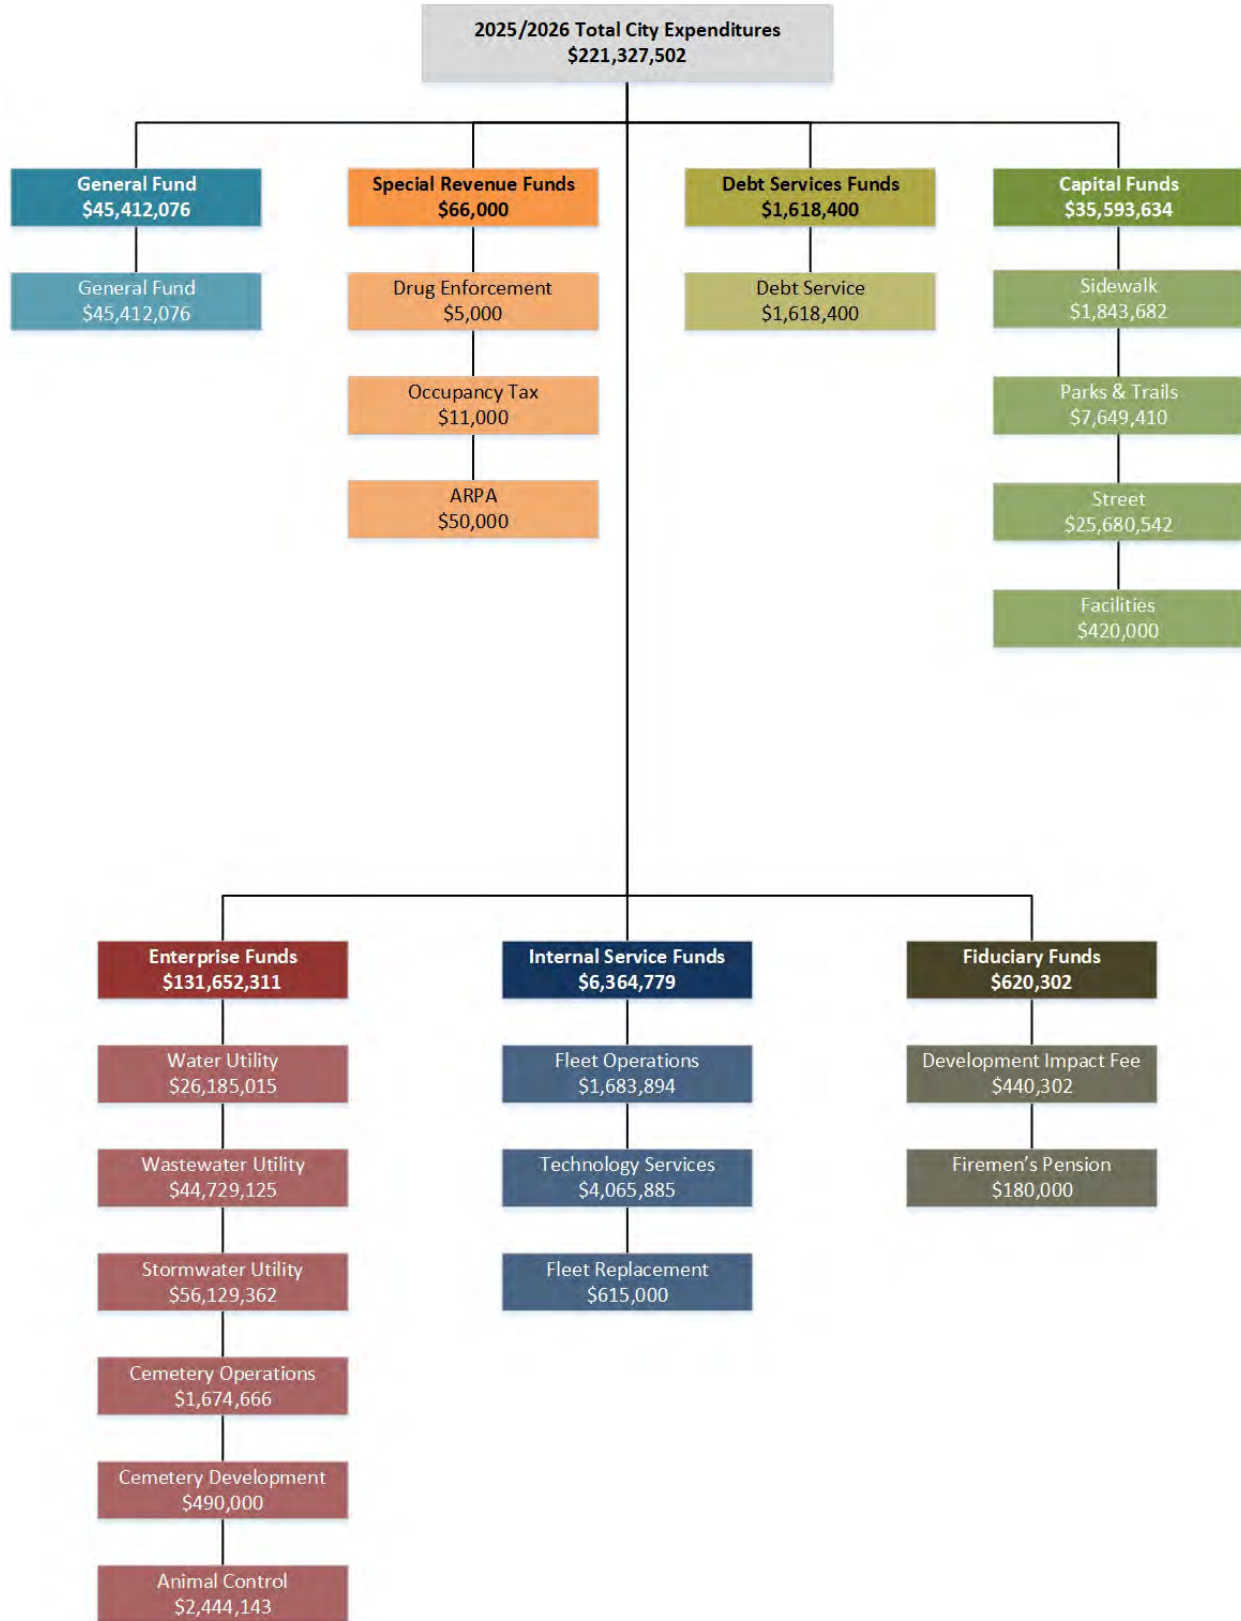 2025/2026 Total City Expenditures
$221,327,502
General Fund
$45,412,076
General Fund
$45,412,076
Special Revenue Funds
$66,000
Drug Enforcement
$5,000
Occupancy Tax
$11,000
ARPA
$50,000
Debt Services Funds
$1,618,400
Debt Service
$1,618,400
Capital Funds
$35,593,634
Sidewalk
$1,843,682
Parks & Trails
$7,649,410
Street
$25,680,542
Facilities
$420,000
Enterprise Funds
$131,652,311
Water Utility
$26,185,015
Wastewater Utility
$44,729,125
Stormwater Utility
$56,129,362
Cemetery Operations
$1,674,666
Cemetery Development
$490,000
Animal Control
$2,444,143
Internal Service Funds
$6,364,779
Fleet Operations
$1,683,894
Technology Services
$4,065,885
Fleet Replacement
$615,000
Fiduciary Funds
$620,302
Development Impact Fee
$440,302
Firemen's Pension
$180,000